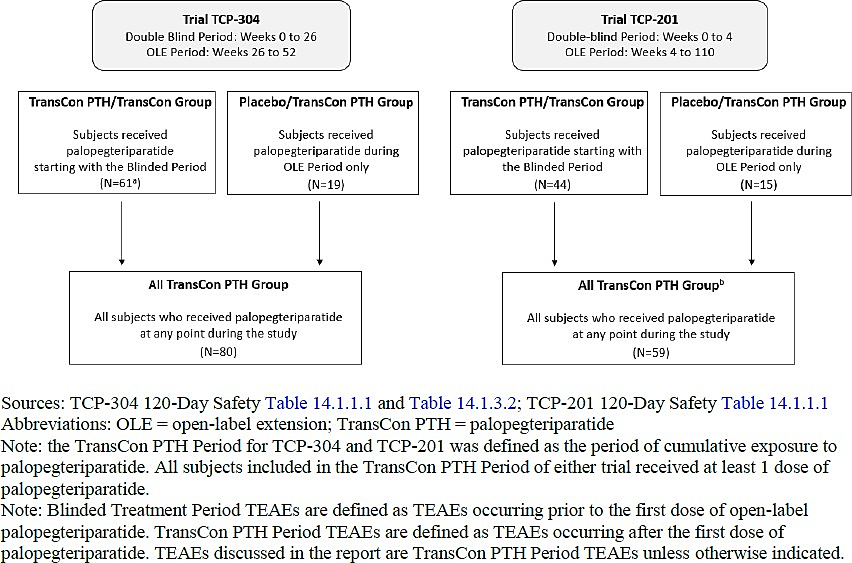 Trial TCP-304
Double Blind Period: Weeks 0 to 26
OLE Period: Weeks 26 to 52
Trial TCP-201
Double-blind Period: Weeks 0 to 4
OLE Period: Weeks 4 to 110
TransCon PTH/TransCon Group
Subjects received
palopegteriparatide
starting with the Blinded Period
(N=61ᵃ)
Placebo/TransCon PTH Group
Subjects received
palopegteriparatide during
OLE Period only
(N=19)
TransCon PTH/TransCon Group
Subjects received
palopegteriparatide starting with
the Blinded Period
(N=44)
Placebo/TransCon PTH Group
Subjects received
palopegteriparatide during
OLE Period only
(N=15)
All TransCon PTH Group
All subjects who received palopegteriparatide
at any point during the study
(N=80)
All TransCon PTH Groupᵇ
All subjects who received palopegteriparatide
at any point during the study
(N=59)
Sources: TCP-304 120-Day Safety Table 14.1.1.1 and Table 14.1.3.2; TCP-201 120-Day Safety Table 14.1.1.1
Abbreviations: OLE = open-label extension; TransCon PTH = palopegteriparatide
Note: the TransCon PTH Period for TCP-304 and TCP-201 was defined as the period of cumulative exposure to
palopegteriparatide. All subjects included in the TransCon PTH Period of either trial received at least 1 dose of
palopegteriparatide.
Note: Blinded Treatment Period TEAEs are defined as TEAEs occurring prior to the first dose of open-label
palopegteriparatide. TransCon PTH Period TEAEs are defined as TEAEs occurring after the first dose of
palopegteriparatide. TEAEs discussed in the report are TransCon PTH Period TEAEs unless otherwise indicated.